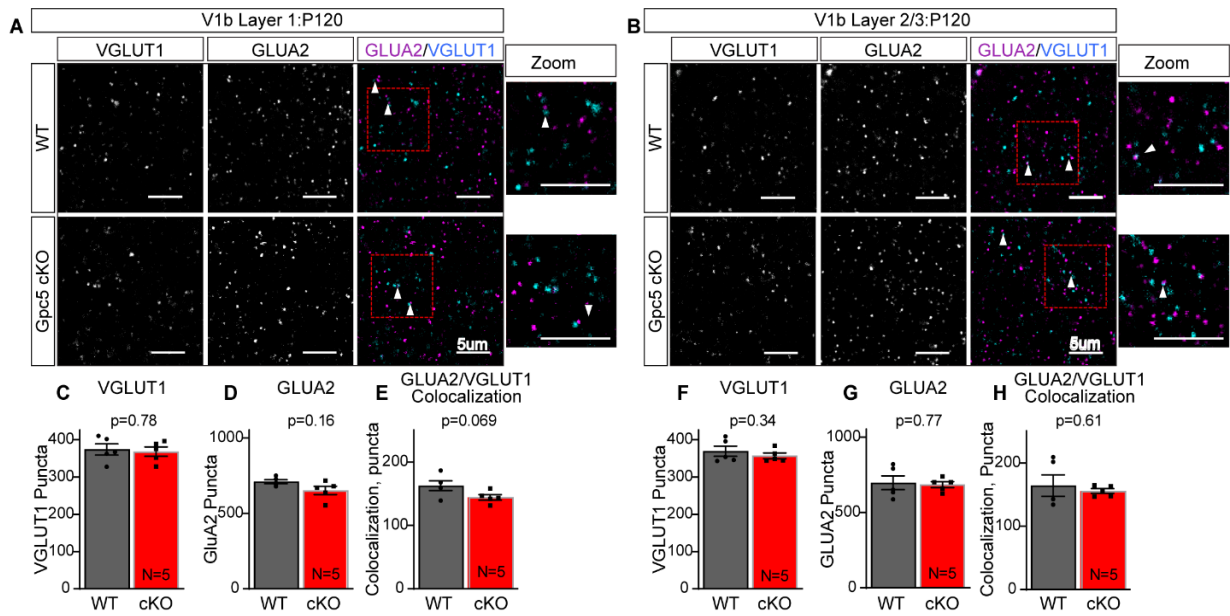 A
V1b Layer 1:P120
VGLUT1
GLUA2
GLUA2/VGLUT1
Zoom
WT
Gpc5 cKO
5um
B
V1b Layer 2/3:P120
VGLUT1
GLUA2
GLUA2/VGLUT1
Zoom
WT
Gpc5 cKO
5um
C
VGLUT1
p=0.78
VGLUT1 Puncta
400
300
200
100
0
N=5
WT
cKO
D
GLUA2
p=0.16
GluA2 Puncta
1000
500
0
WT
cKO
E
GLUA2/VGLUT1
Colocalization
p=0.069
Colocalization, puncta
200
100
0
N=5
WT
cKO
F
VGLUT1
p=0.34
VGLUT1 Puncta
400
300
200
100
0
N=5
WT
cKO
G
GLUA2
p=0.77
GLUA2 Puncta
1000
500
0
N=5
WT
cKO
H
GLUA2/VGLUT1
Colocalization
p=0.61
Colocalization, Puncta
200
100
0
N=5
WT
cKO